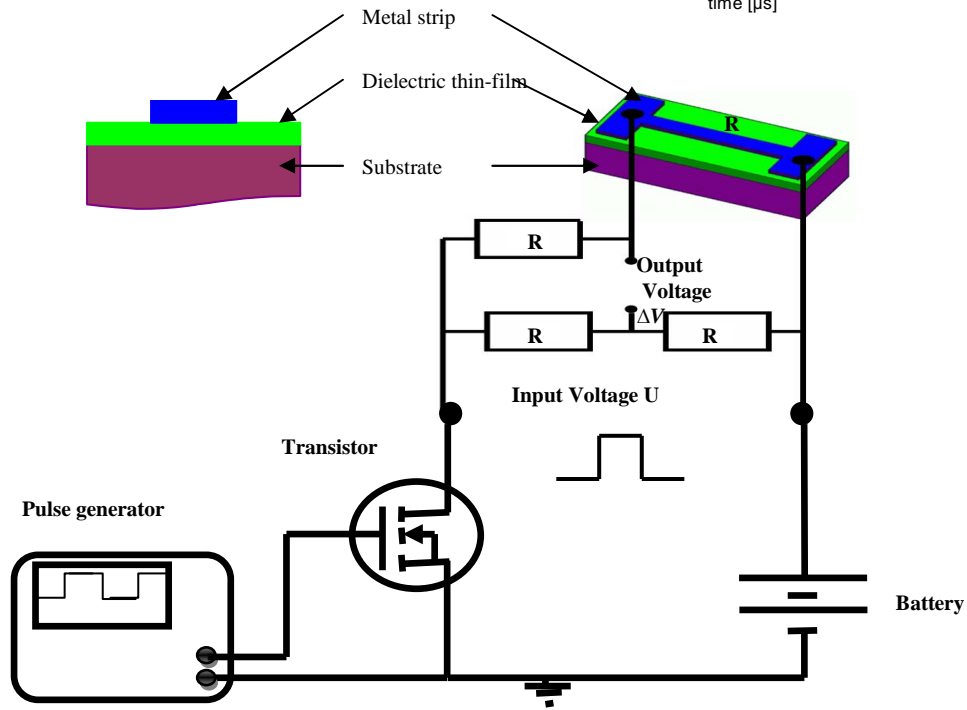 time [µs]
Metal strip
Dielectric thin-film
R
Substrate
R
Output
Voltage
ΔV
R
R
Input Voltage U
Transistor
Pulse generator
Battery